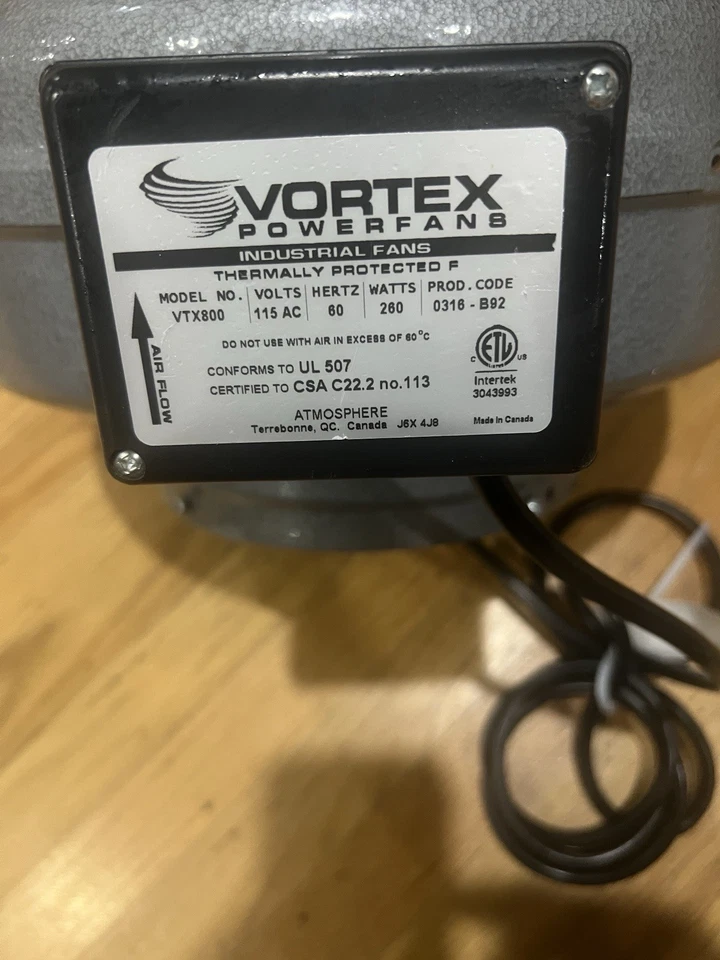 VORTEX
POWERFANS
INDUSTRIAL FANS
THERMALLY PROTECTED F
MODEL NO. VOLTS HERTZ WATTS PROD. CODE
VTX800 115 AC 60 260 0316 - B92
DO NOT USE WITH AIR IN EXCESS OF 60°C
AIR FLOW
CONFORMS TO UL 507
CERTIFIED TO CSA C22.2 no.113
C ETL US
Intertek
3043993
ATMOSPHERE
Terrebonne, QC. Canada J6X 4J8
Made in Canada